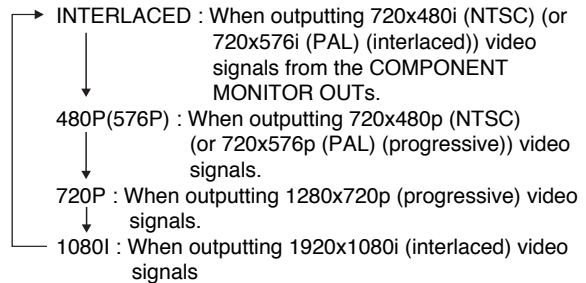 INTERLACED : When outputting 720x480i (NTSC) (or
720x576i (PAL) (interlaced)) video
signals from the COMPONENT
MONITOR OUTs.
480P(576P) : When outputting 720x480p (NTSC)
(or 720x576p (PAL) (progressive)) video
signals.
720P : When outputting 1280x720p (progressive) video
signals.
1080I : When outputting 1920x1080i (interlaced) video
signals